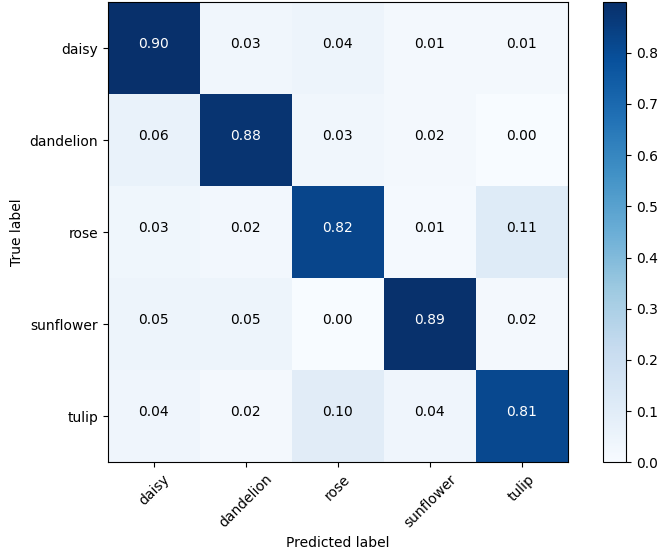 daisy 0.90 0.03 0.04 0.01 0.01
dandelion 0.06 0.88 0.03 0.02 0.00
rose 0.03 0.02 0.82 0.01 0.11
sunflower 0.05 0.05 0.00 0.89 0.02
tulip 0.04 0.02 0.10 0.04 0.81
True label
daisy dandelion rose sunflower tulip
Predicted label
0.8
0.7
0.6
0.5
0.4
0.3
0.2
0.1
0.0